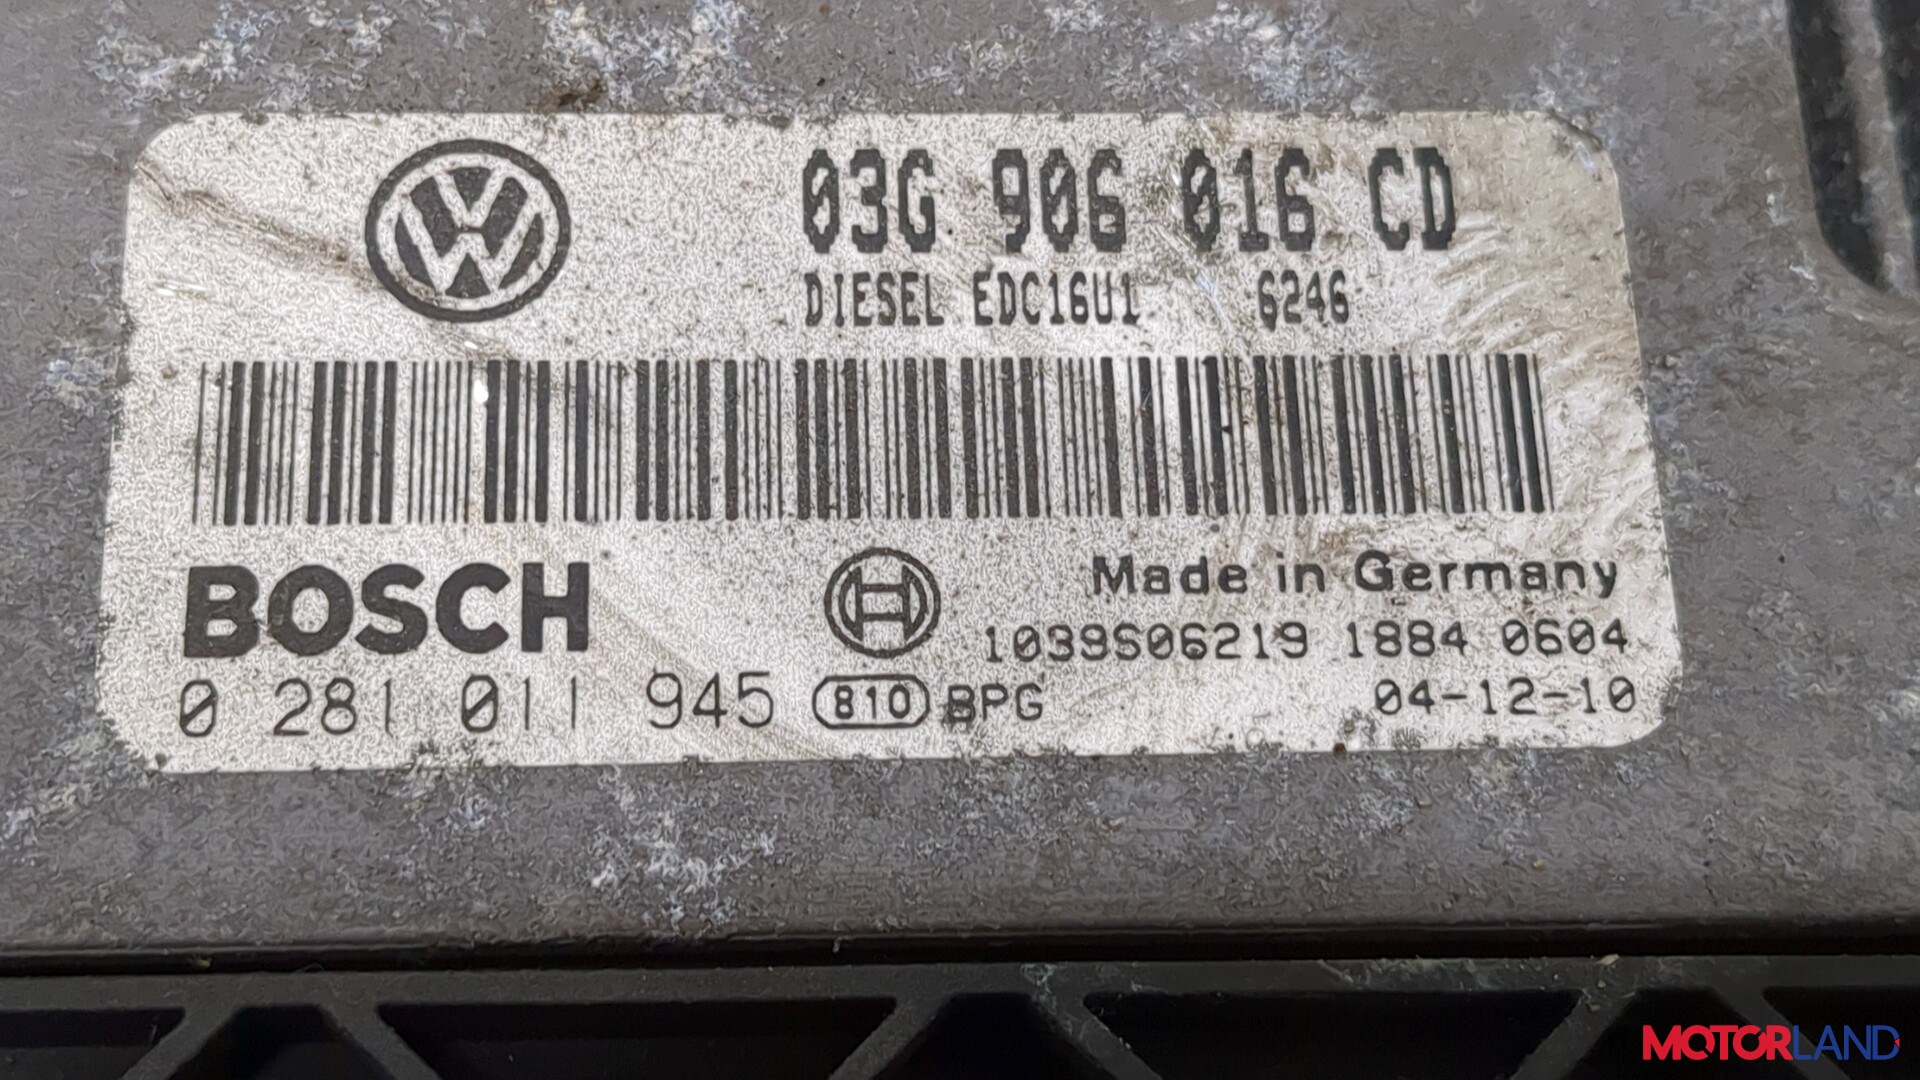 03G 906 016 CD
DIESEL EDC16U1 6246
BOSCH
Made in Germany
1039S06219 1884 0604
0 281 011 945 810 BPG 04-12-10
MOTORLAND